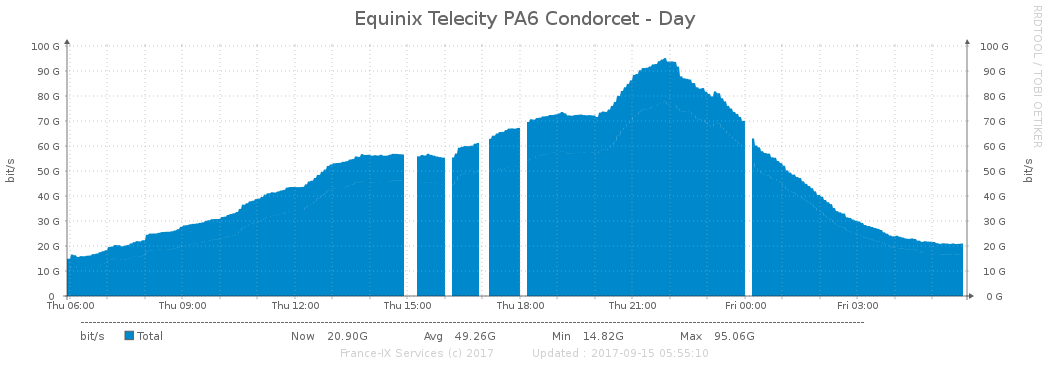 Equinix Telecity PA6 Condorcet - Day
RRDTOOL / TOBI OETIKER
100 G 100 G
90 G 90 G
80 G 80 G
70 G 70 G
60 G 60 G
50 G 50 G
40 G 40 G
30 G 30 G
20 G 20 G
10 G 10 G
0 0 G
bit/s bit/s
Thu 06:00 Thu 09:00 Thu 12:00 Thu 15:00 Thu 18:00 Thu 21:00 Fri 00:00 Fri 03:00
bit/s Total Now 20.90G Avg 49.26G Min 14.82G Max 95.06G
France-IX Services (c) 2017 Updated : 2017-09-15 05:55:10